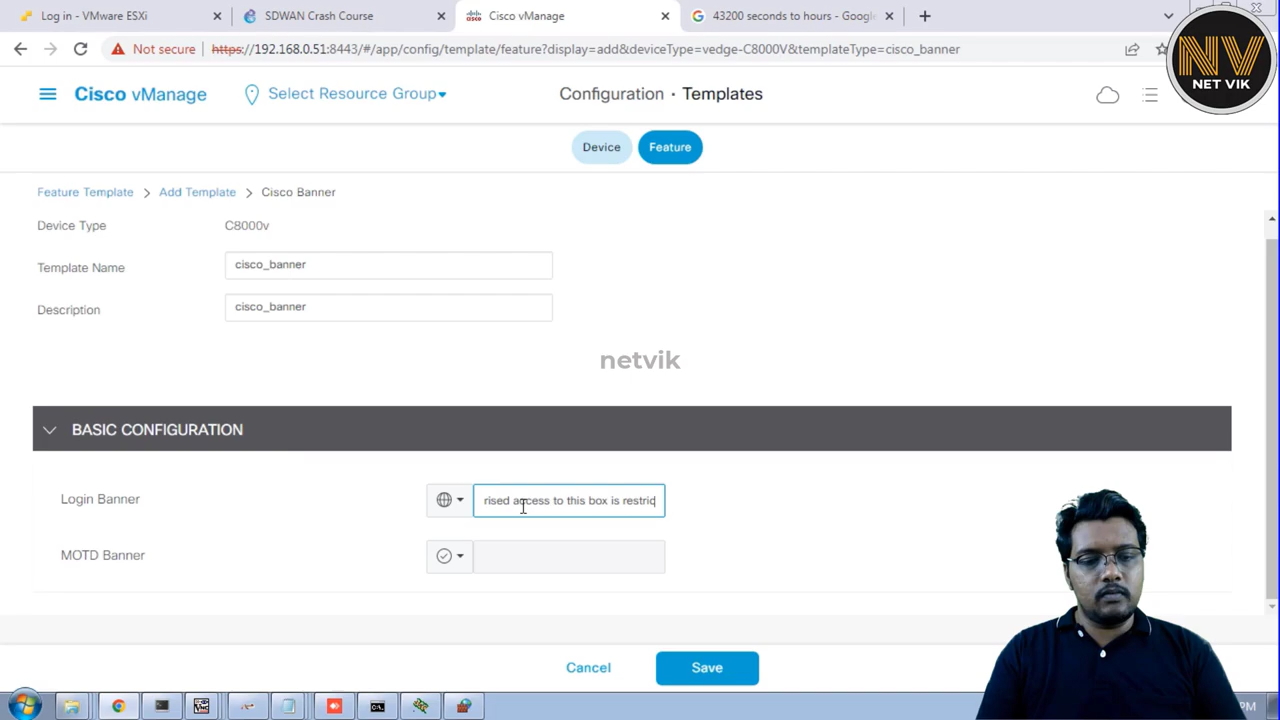 Log in - VMware ESXi
SDWAN Crash Course
Cisco vManage
43200 seconds to hours - Google
Not secure
https://192.168.0.51:8443/#/app/config/template/feature?display=add&deviceType=vedge-C8000V&templateType=cisco_banner
NV
NET VIK
Cisco vManage
Select Resource Group
Configuration · Templates
Device
Feature
Feature Template > Add Template > Cisco Banner
Device Type
C8000v
Template Name
cisco_banner
Description
cisco_banner
netvik
BASIC CONFIGURATION
Login Banner
rised access to this box is restric
MOTD Banner
Cancel
Save
PM